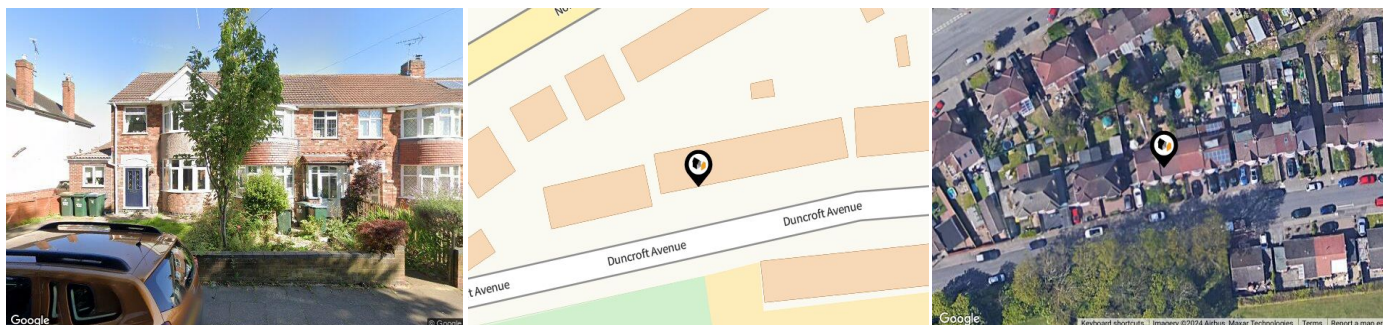 Google
© Google
No
Duncroft Avenue
Duncroft Avenue
t Avenue
Google
Keyboard shortcuts
Imagery ©2024 Airbus, Maxar Technologies
Terms
Report a map er